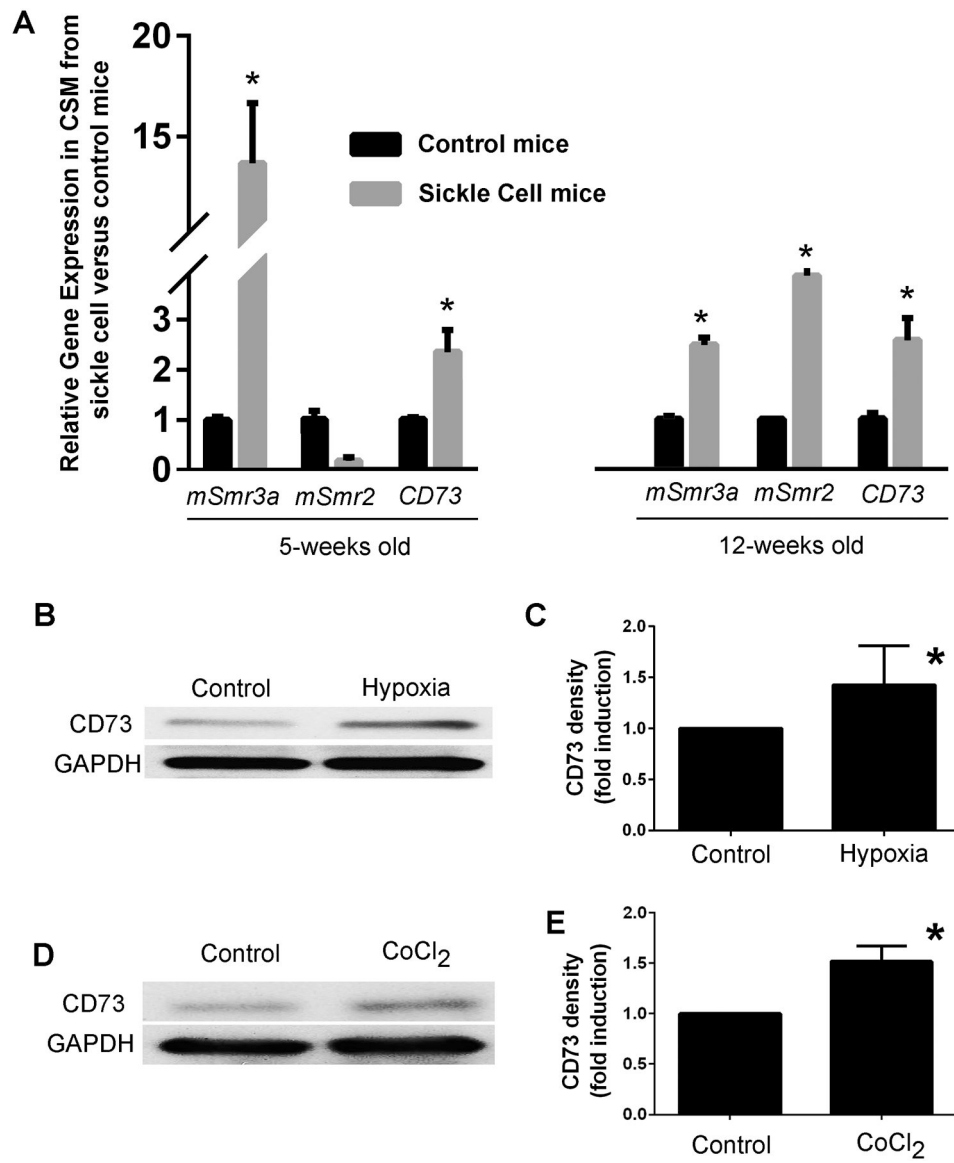 A
Relative Gene Expression in CSM from
sickle cell versus control mice
20
15
3
2
1
0
*
*
*
*
*
Control mice
Sickle Cell mice
mSmr3a mSmr2 CD73
5-weeks old
mSmr3a mSmr2 CD73
12-weeks old
B
Control Hypoxia
CD73
GAPDH
C
CD73 density
(fold induction)
2.0
1.5
1.0
0.5
0.0
*
Control Hypoxia
D
Control CoCl₂
CD73
GAPDH
E
CD73 density
(fold induction)
2.0
1.5
1.0
0.5
0.0
*
Control CoCl₂